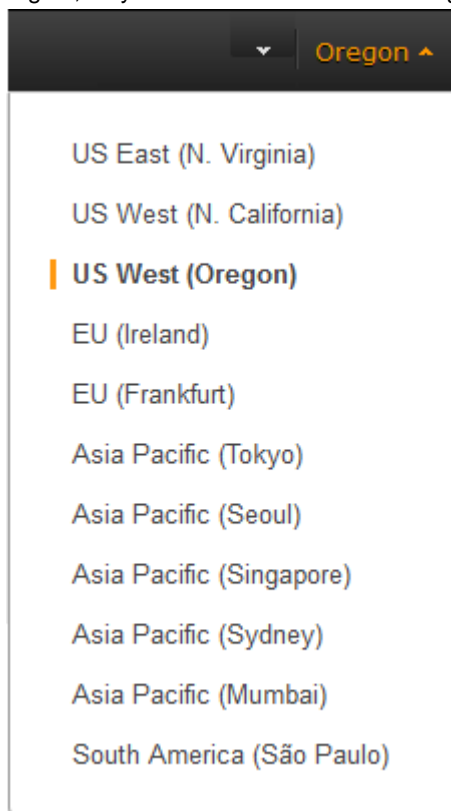 Oregon
US East (N. Virginia)
US West (N. California)
US West (Oregon)
EU (Ireland)
EU (Frankfurt)
Asia Pacific (Tokyo)
Asia Pacific (Seoul)
Asia Pacific (Singapore)
Asia Pacific (Sydney)
Asia Pacific (Mumbai)
South America (São Paulo)